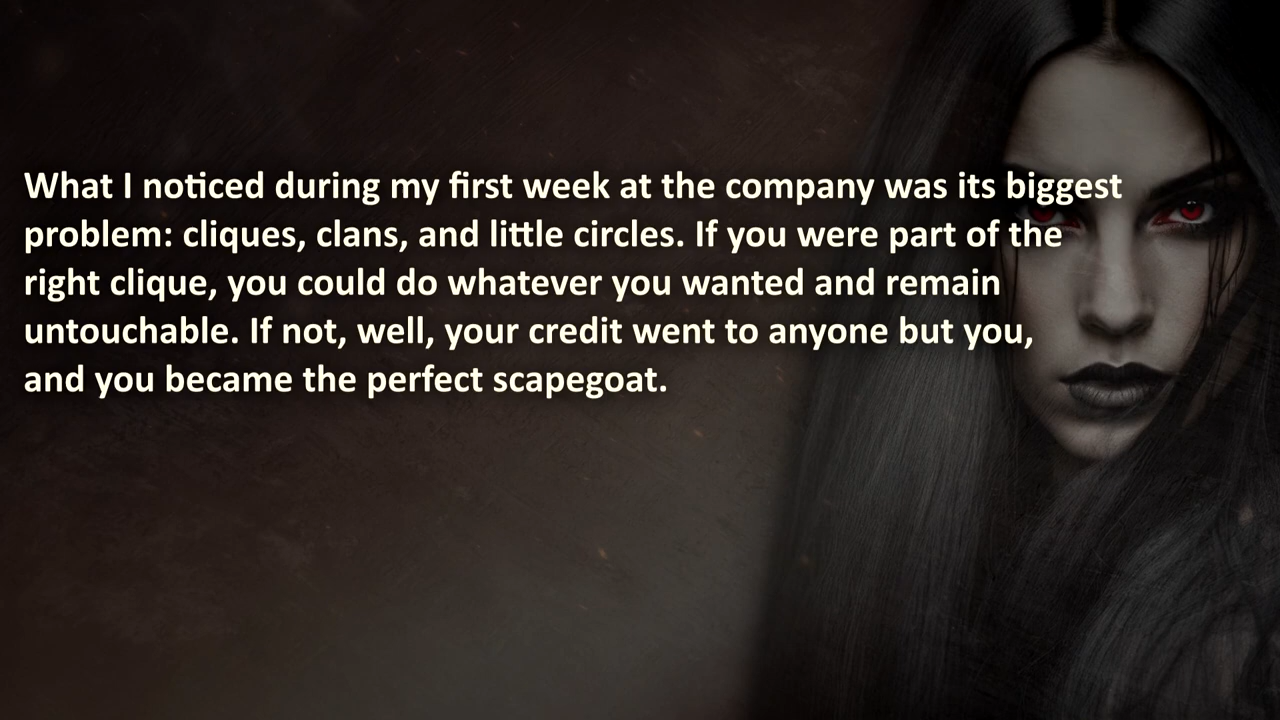 What I noticed during my first week at the company was its biggest
problem: cliques, clans, and little circles. If you were part of the
right clique, you could do whatever you wanted and remain
untouchable. If not, well, your credit went to anyone but you,
and you became the perfect scapegoat.